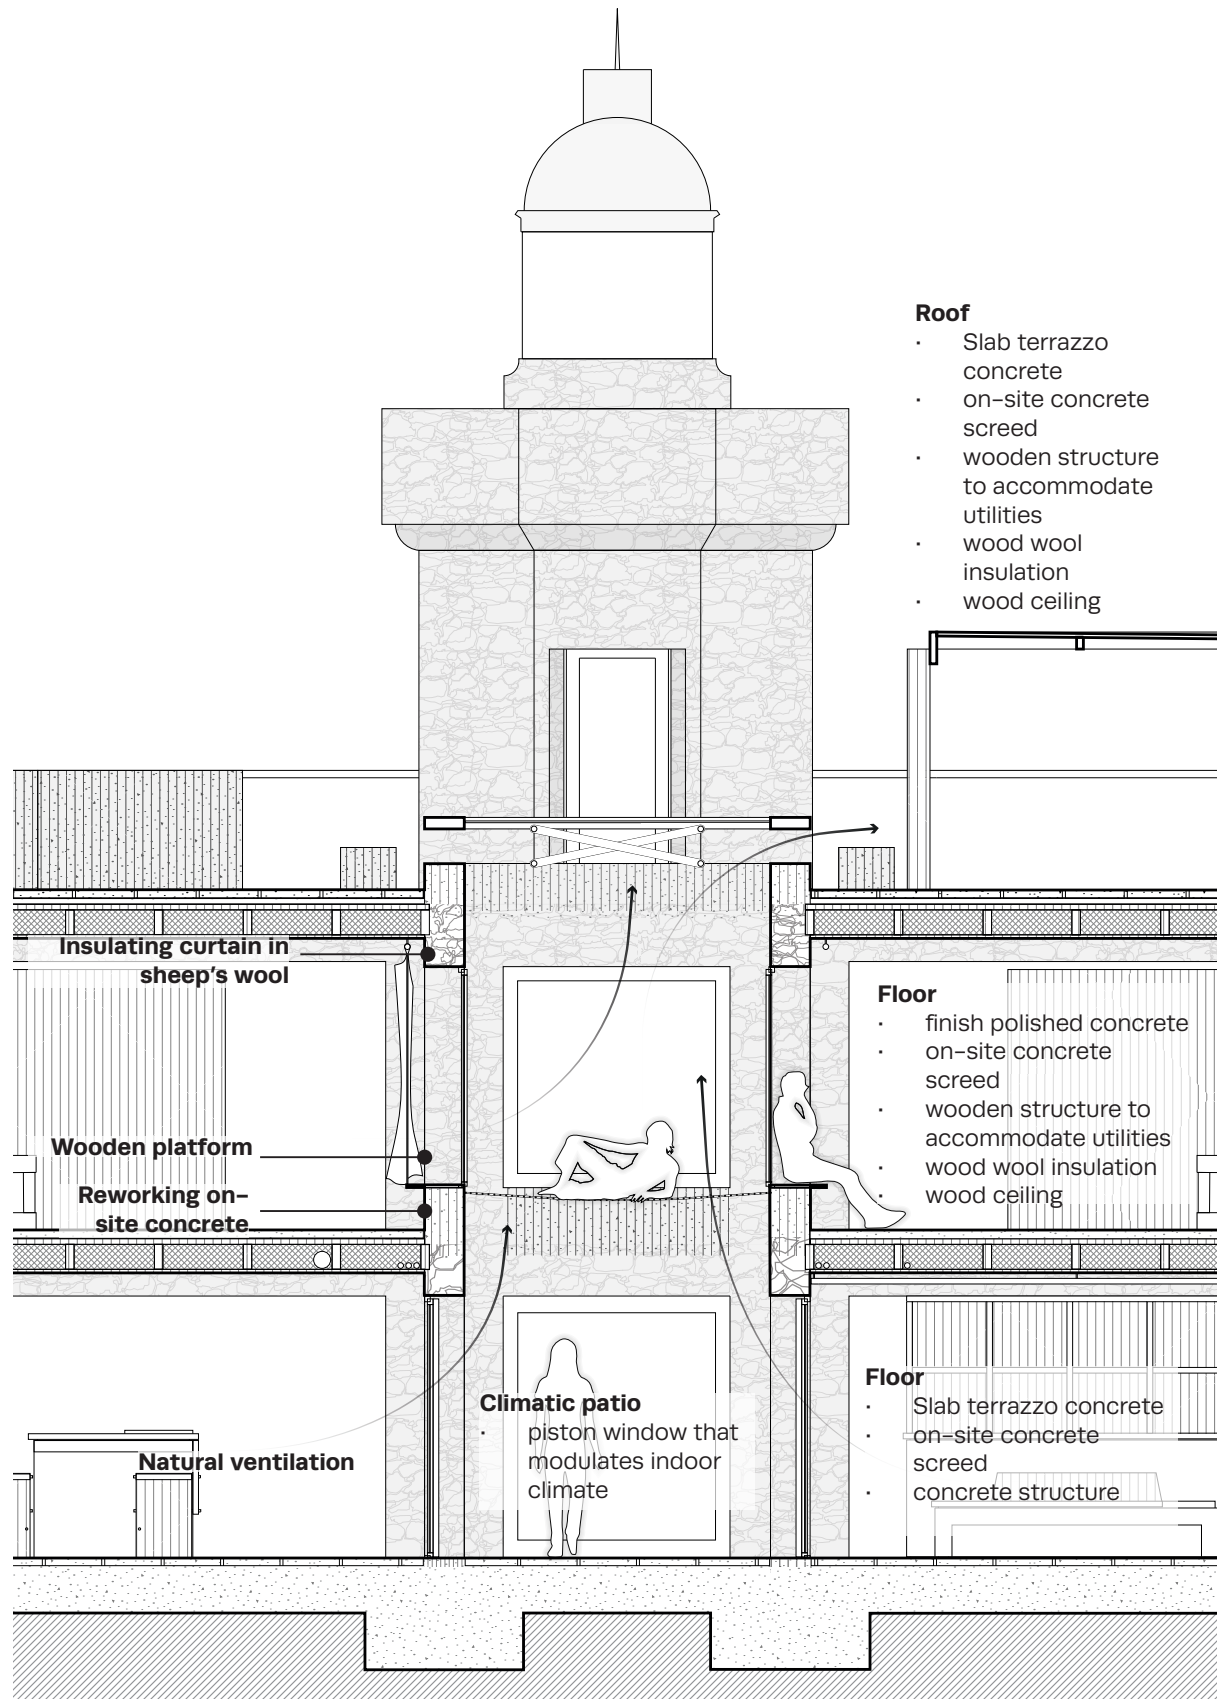 Roof
· Slab terrazzo
concrete
· on-site concrete
screed
· wooden structure
to accommodate
utilities
· wood wool
insulation
· wood ceiling
Insulating curtain in
sheep's wool
Floor
· finish polished concrete
· on-site concrete
screed
· wooden structure to
accommodate utilities
· wood wool insulation
· wood ceiling
Wooden platform
Reworking on-
site concrete
Climatic patio
· piston window that
modulates indoor
climate
Natural ventilation
Floor
· Slab terrazzo concrete
· on-site concrete
screed
· concrete structure